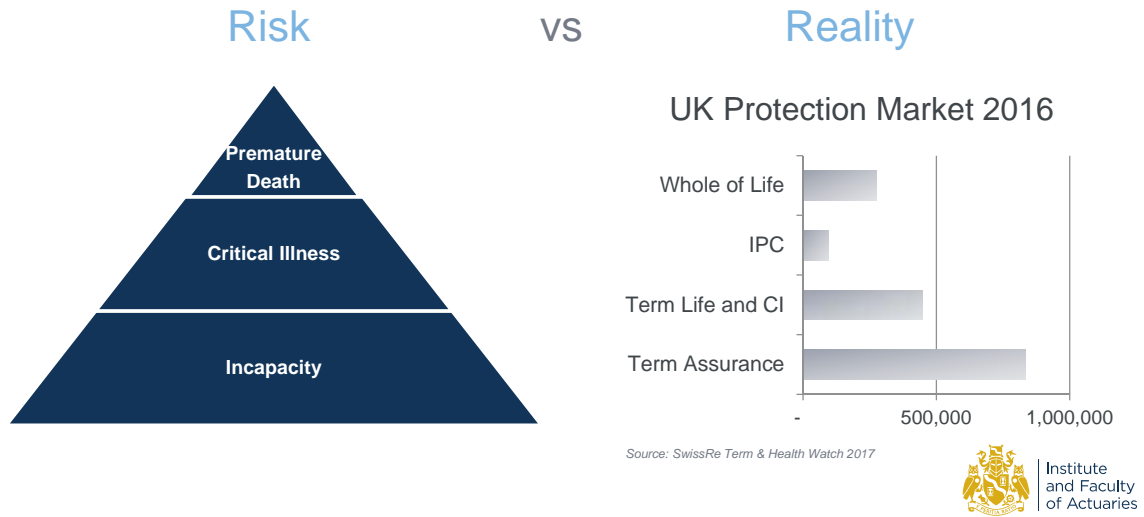 Risk vs Reality
Premature
Death
Critical Illness
Incapacity
UK Protection Market 2016
Whole of Life
IPC
Term Life and CI
Term Assurance
- 500,000 1,000,000
Source: SwissRe Term & Health Watch 2017
Institute
and Faculty
of Actuaries